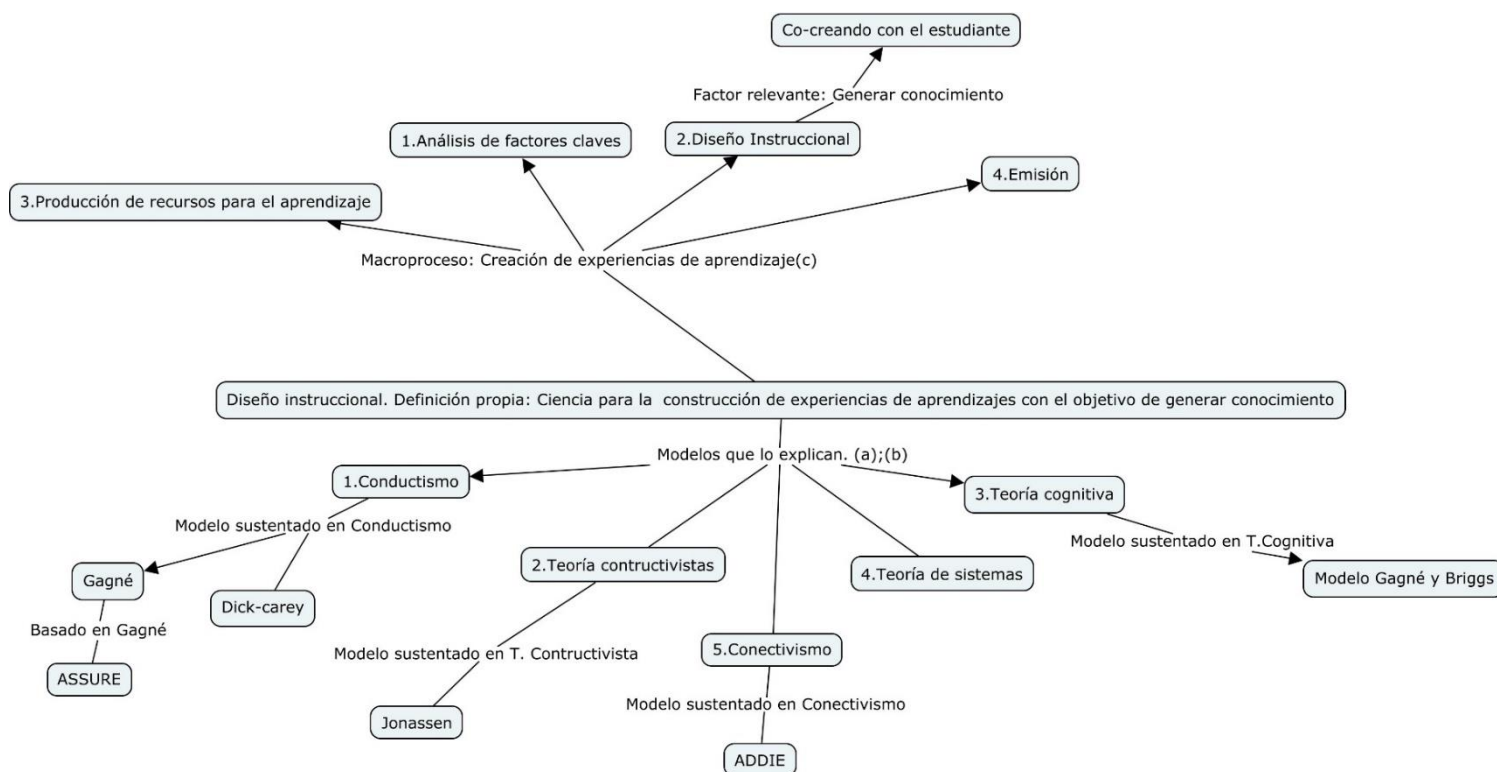 Co-creando con el estudiante
Factor relevante: Generar conocimiento
1.Análisis de factores claves
2.Diseño Instruccional
4.Emisión
3.Producción de recursos para el aprendizaje
Macroproceso: Creación de experiencias de aprendizaje(c)
Diseño instruccional. Definición propia: Ciencia para la construcción de experiencias de aprendizajes con el objetivo de generar conocimiento
Modelos que lo explican. (a);(b)
1.Conductismo
3.Teoría cognitiva
Modelo sustentado en Conductismo
Modelo sustentado en T.Cognitiva
Gagné
2.Teoría contructivistas
4.Teoría de sistemas
Modelo Gagné y Briggs
Dick-carey
Basado en Gagné
Modelo sustentado en T. Contructivista
5.Conectivismo
ASSURE
Modelo sustentado en Conectivismo
Jonassen
ADDIE